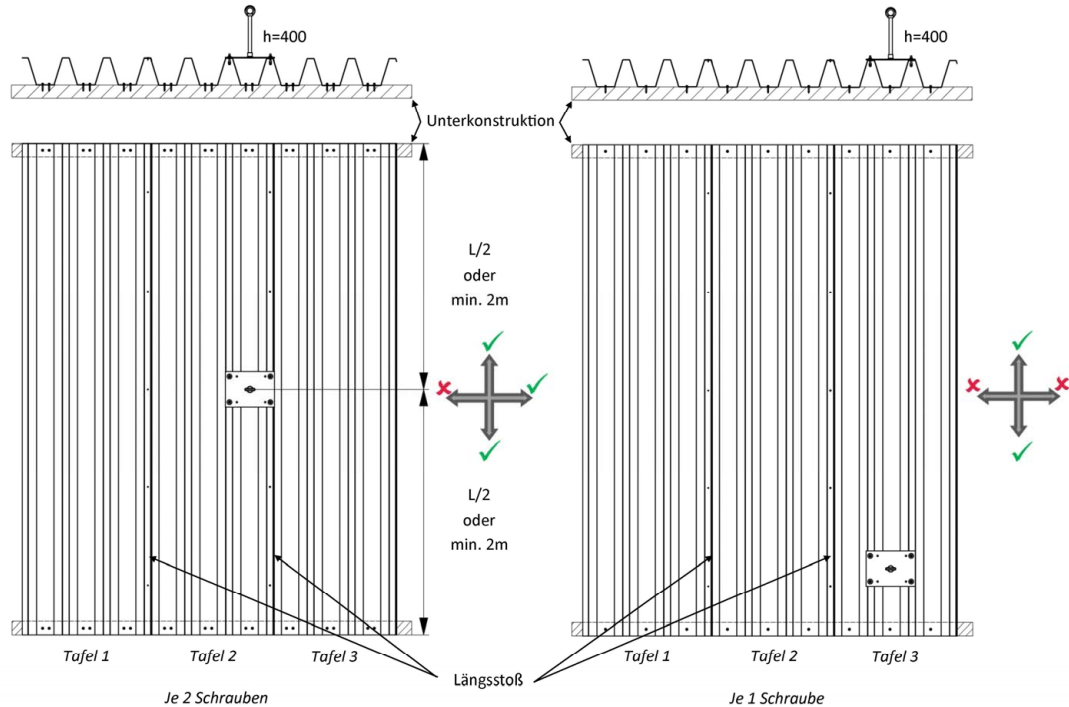 h=400
h=400
Unterkonstruktion
L/2
oder
min. 2m
L/2
oder
min. 2m
Tafel 1
Tafel 2
Tafel 3
Tafel 1
Tafel 2
Tafel 3
Längsstoß
Je 2 Schrauben
Je 1 Schraube